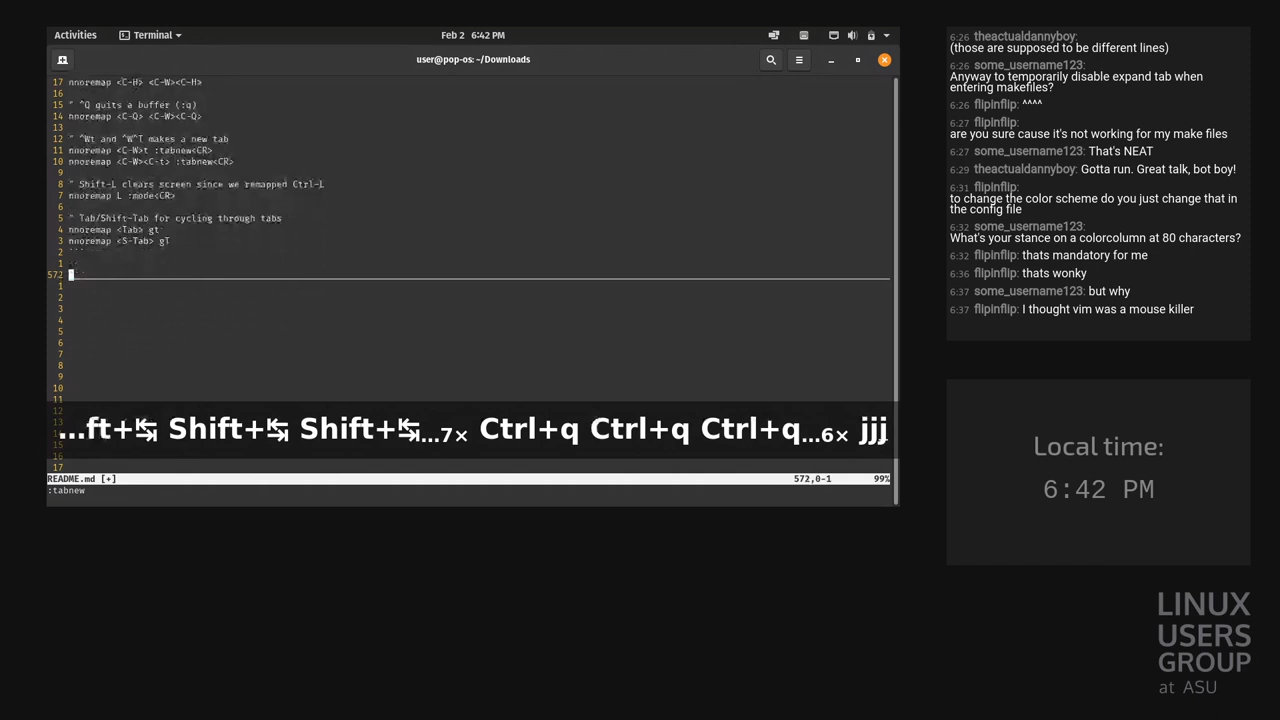 Activities
Terminal
Feb 2 6:42 PM
user@pop-os: ~/Downloads
17 nnoremap <C-H> <C-W><C-H>
16
15 " ^Q quits a buffer (:q)
14 nnoremap <C-Q> <C-W><C-Q>
13
12 " ^Wt and ^W^T makes a new tab
11 nnoremap <C-W>t :tabnew<CR>
10 nnoremap <C-W><C-t> :tabnew<CR>
9
8 " Shift-L clears screen since we remapped Ctrl-L
7 nnoremap L :mode<CR>
6
5 " Tab/Shift-Tab for cycling through tabs
4 nnoremap <Tab> gt
3 nnoremap <S-Tab> gT
2 ```
1
572
1
2
3
4
5
6
7
8
9
10
11
12
13
14
15
16
17
...ft+↹ Shift+↹ Shift+↹...7× Ctrl+q Ctrl+q Ctrl+q...6× jjj
README.md [+] 572,0-1 99%
:tabnew
6:26 theactualdannyboy:
(those are supposed to be different lines)
6:26 some_username123:
Anyway to temporarily disable expand tab when
entering makefiles?
6:26 flipinflip: ^^^^
6:27 flipinflip:
are you sure cause it's not working for my make files
6:27 some_username123: That's NEAT
6:29 theactualdannyboy: Gotta run. Great talk, bot boy!
6:31 flipinflip:
to change the color scheme do you just change that in
the config file
6:32 some_username123:
What's your stance on a colorcolumn at 80 characters?
6:32 flipinflip: thats mandatory for me
6:36 flipinflip: thats wonky
6:37 some_username123: but why
6:37 flipinflip: I thought vim was a mouse killer
Local time:
6:42 PM
LINUX
USERS
GROUP
at ASU